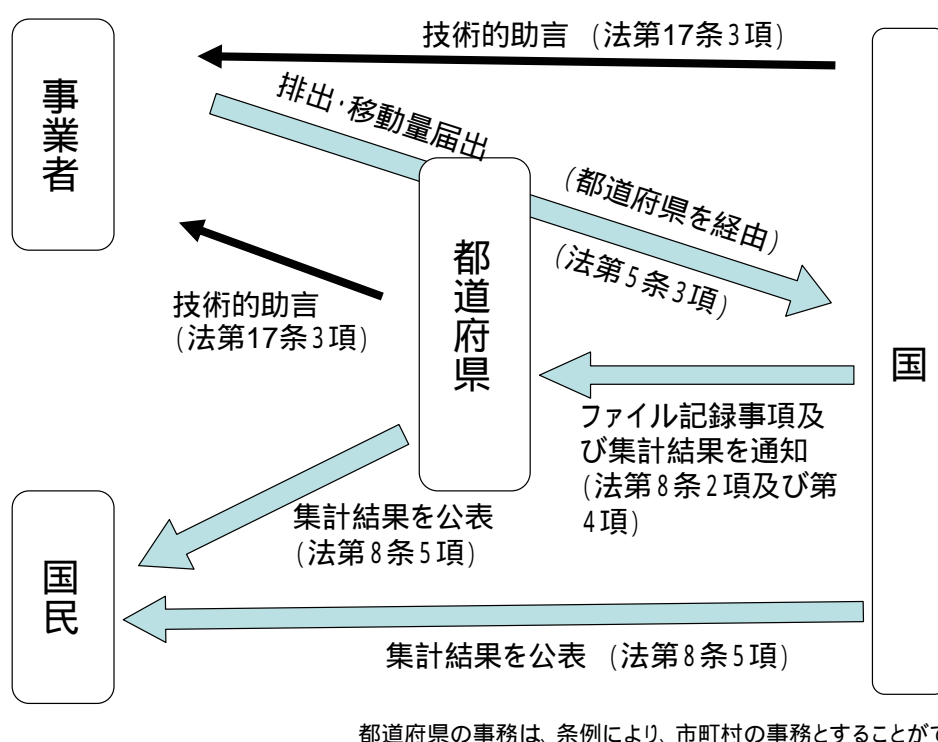 技術的助言 (法第17条3項)
事業者
排出・移動量届出
(都道府県を経由)
(法第5条3項)
都道府県
技術的助言
(法第17条3項)
国
ファイル記録事項及
び集計結果を通知
(法第8条2項及び第
4項)
集計結果を公表
(法第8条5項)
国民
集計結果を公表 (法第8条5項)
都道府県の事務は、条例により、市町村の事務とすることがで